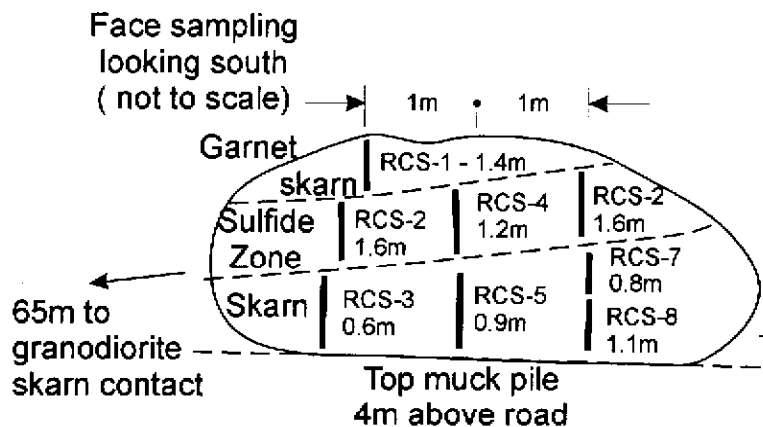 Face sampling
looking south
( not to scale)
1m
1m
Garnet
skarn
RCS-1 - 1.4m
Sulfide
Zone
RCS-2
1.6m
RCS-4
1.2m
RCS-2
1.6m
Skarn
RCS-3
0.6m
RCS-5
0.9m
RCS-7
0.8m
RCS-8
1.1m
65m to
granodiorite
skarn contact
Top muck pile
4m above road